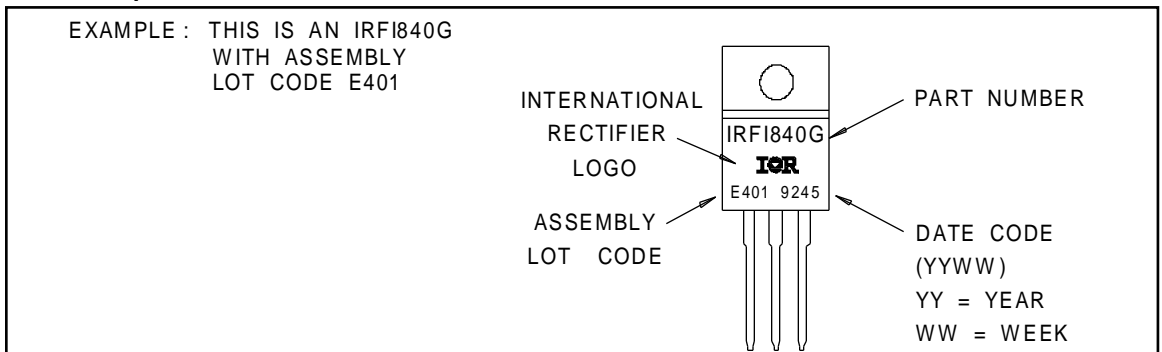 EXAMPLE : THIS IS AN IRFI840G
WITH ASSEMBLY
LOT CODE E401
INTERNATIONAL
RECTIFIER
LOGO
PART NUMBER
IRFI840G
IOR
E401 9245
ASSEMBLY
LOT CODE
DATE CODE
(YYWW)
YY = YEAR
WW = WEEK